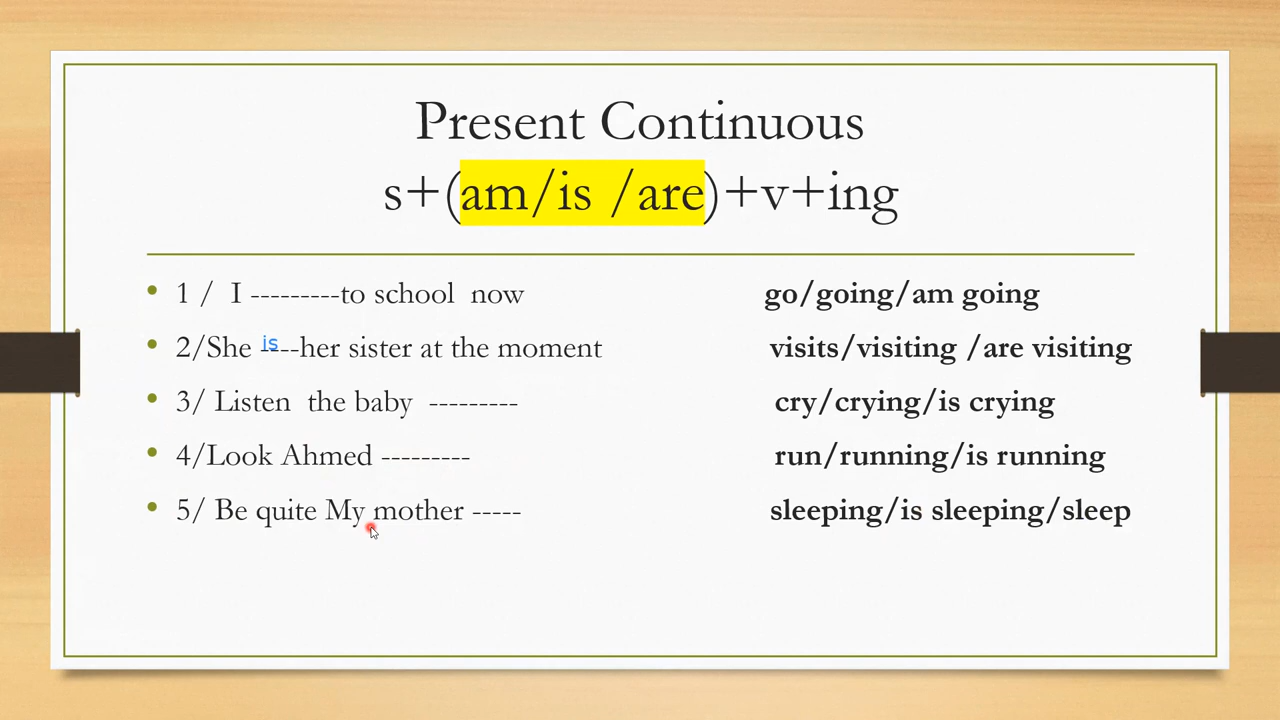 Present Continuous
s+(am/is /are)+v+ing
• 1 / I ---------to school now go/going/am going
• 2/She is ----her sister at the moment visits/visiting /are visiting
• 3/ Listen the baby --------- cry/crying/is crying
• 4/Look Ahmed --------- run/running/is running
• 5/ Be quite My mother ----- sleeping/is sleeping/sleep